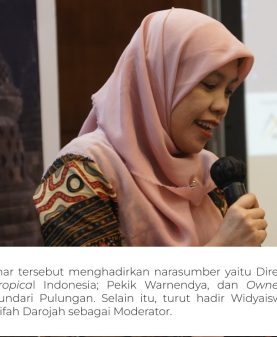 nar tersebut menghadirkan narasumber yaitu Dire
ropical Indonesia; Pekik Warnendya, dan Owne
undari Pulungan. Selain itu, turut hadir Widyaisw
ifah Darojah sebagai Moderator.